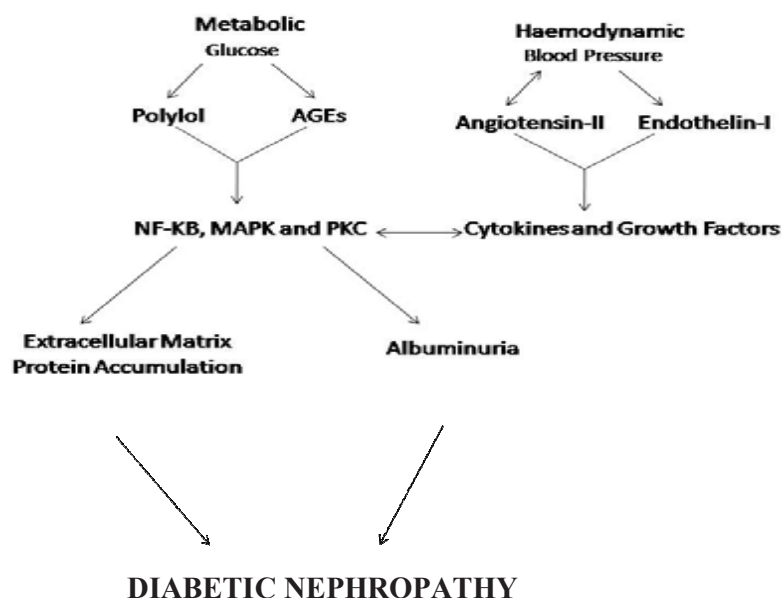 Metabolic
Glucose
Haemodynamic
Blood Pressure
Polylol
AGEs
Angiotensin-II
Endothelin-I
NF-KB, MAPK and PKC
Cytokines and Growth Factors
Extracellular Matrix
Protein Accumulation
Albuminuria
DIABETIC NEPHROPATHY